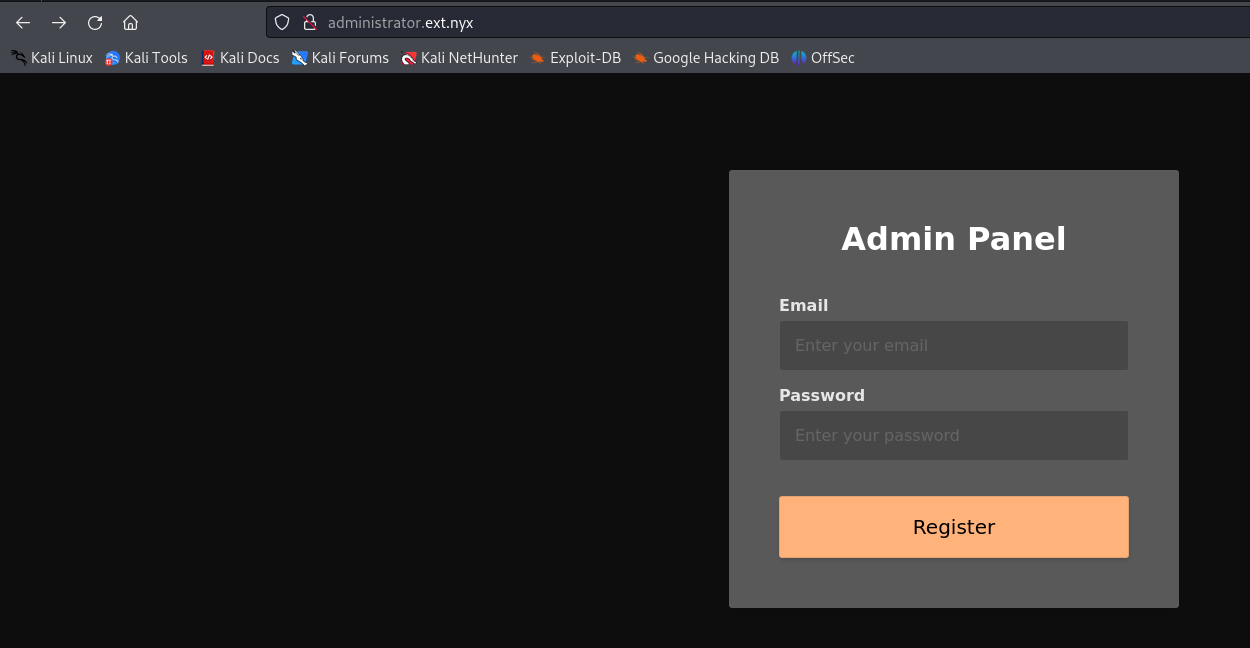 administrator.ext.nyx
Kali Linux Kali Tools Kali Docs Kali Forums Kali NetHunter Exploit-DB Google Hacking DB OffSec
Admin Panel
Email
Enter your email
Password
Enter your password
Register